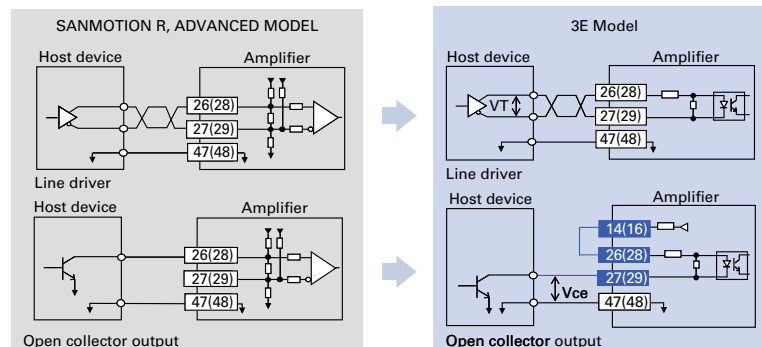 SANMOTION R, ADVANCED MODEL
Host device
Amplifier
26(28)
27(29)
47(48)
Line driver
Host device
Amplifier
26(28)
27(29)
47(48)
Open collector output
3E Model
Host device
Amplifier
VT
26(28)
27(29)
47(48)
Line driver
Host device
Amplifier
14(16)
26(28)
27(29)
Vce
47(48)
Open collector output